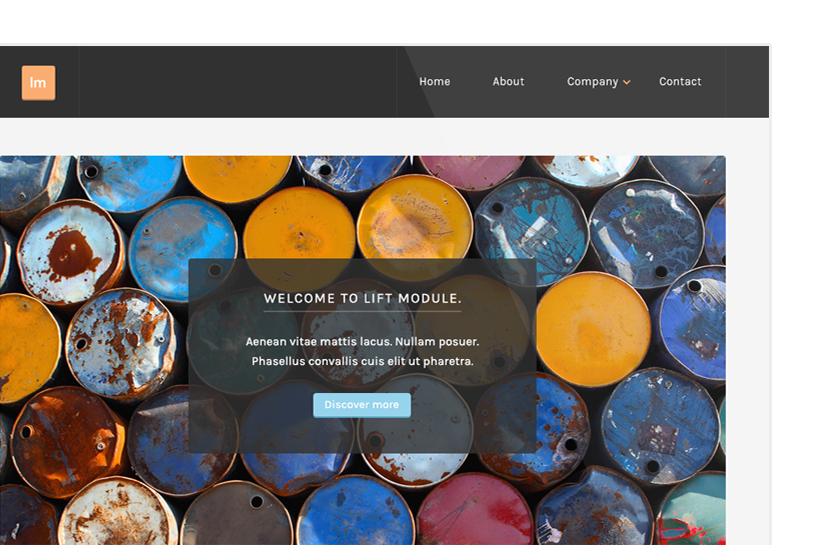 lm
Home About Company Contact
WELCOME TO LIFT MODULE.
Aenean vitae mattis lacus. Nullam posuer.
Phasellus convallis cuis elit ut pharetra.
Discover more